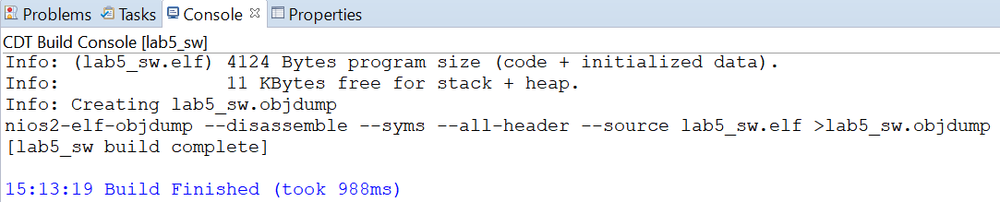 Problems Tasks Console Properties
CDT Build Console [lab5_sw]
Info: (lab5_sw.elf) 4124 Bytes program size (code + initialized data).
Info:               11 KBytes free for stack + heap.
Info: Creating lab5_sw.objdump
nios2-elf-objdump --disassemble --syms --all-header --source lab5_sw.elf >lab5_sw.objdump
[lab5_sw build complete]
15:13:19 Build Finished (took 988ms)